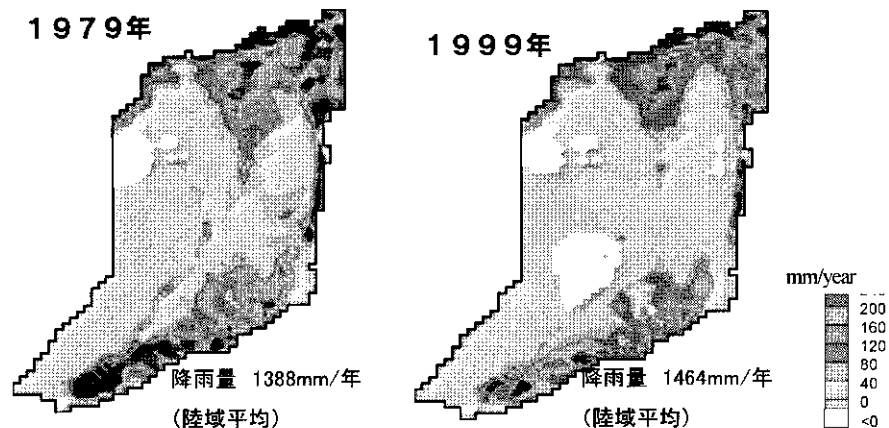 1979年
1999年
降雨量 1388mm/年
(陸域平均)
降雨量 1464mm/年
(陸域平均)
mm/year
200
160
120
80
40
0
<0